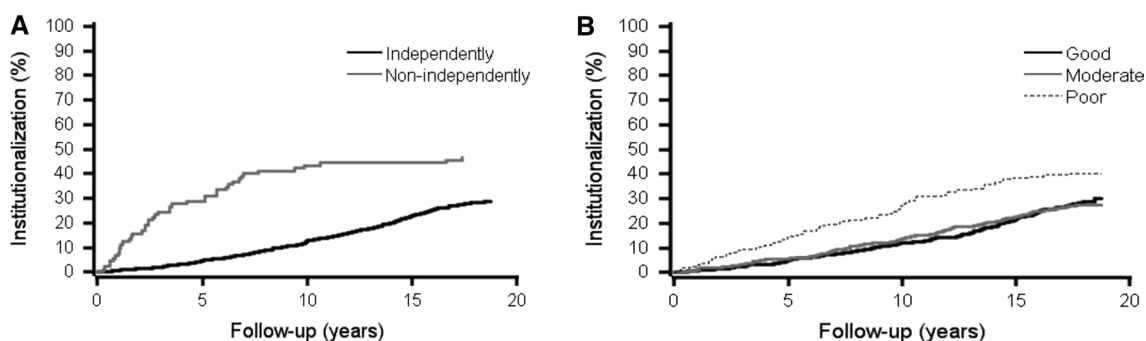 A
Institutionalization (%)
100
90
80
70
60
50
40
30
20
10
0
Independently
Non-independently
0 5 10 15 20
Follow-up (years)
B
Institutionalization (%)
100
90
80
70
60
50
40
30
20
10
0
Good
Moderate
Poor
0 5 10 15 20
Follow-up (years)